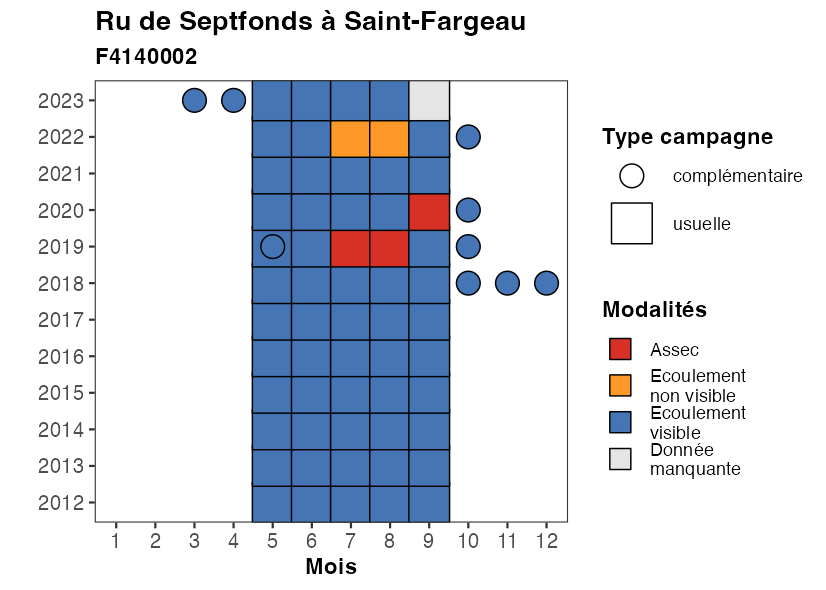 Ru de Septfonds à Saint-Fargeau
F4140002
2023
2022
2021
2020
2019
2018
2017
2016
2015
2014
2013
2012
1 2 3 4 5 6 7 8 9 10 11 12
Mois
Type campagne
complémentaire
usuelle
Modalités
Assec
Ecoulement
non visible
Ecoulement
visible
Donnée
manquante